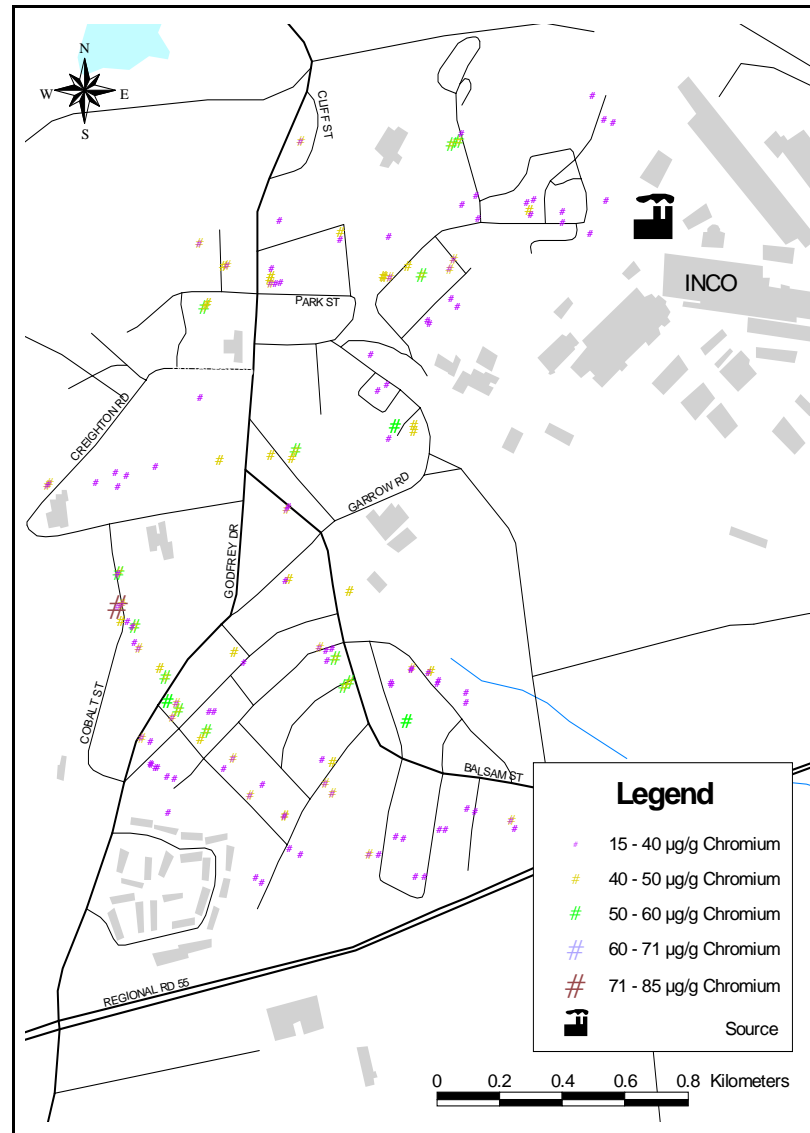 N
W E
S
CLIFF ST
INCO
PARK ST
CREIGHTON RD
GARROW RD
GODFREY DR
COBALT ST
BALSAM ST
REGIONAL RD 55
Legend
# 15 - 40 µg/g Chromium
# 40 - 50 µg/g Chromium
# 50 - 60 µg/g Chromium
# 60 - 71 µg/g Chromium
# 71 - 85 µg/g Chromium
Source
0 0.2 0.4 0.6 0.8 Kilometers